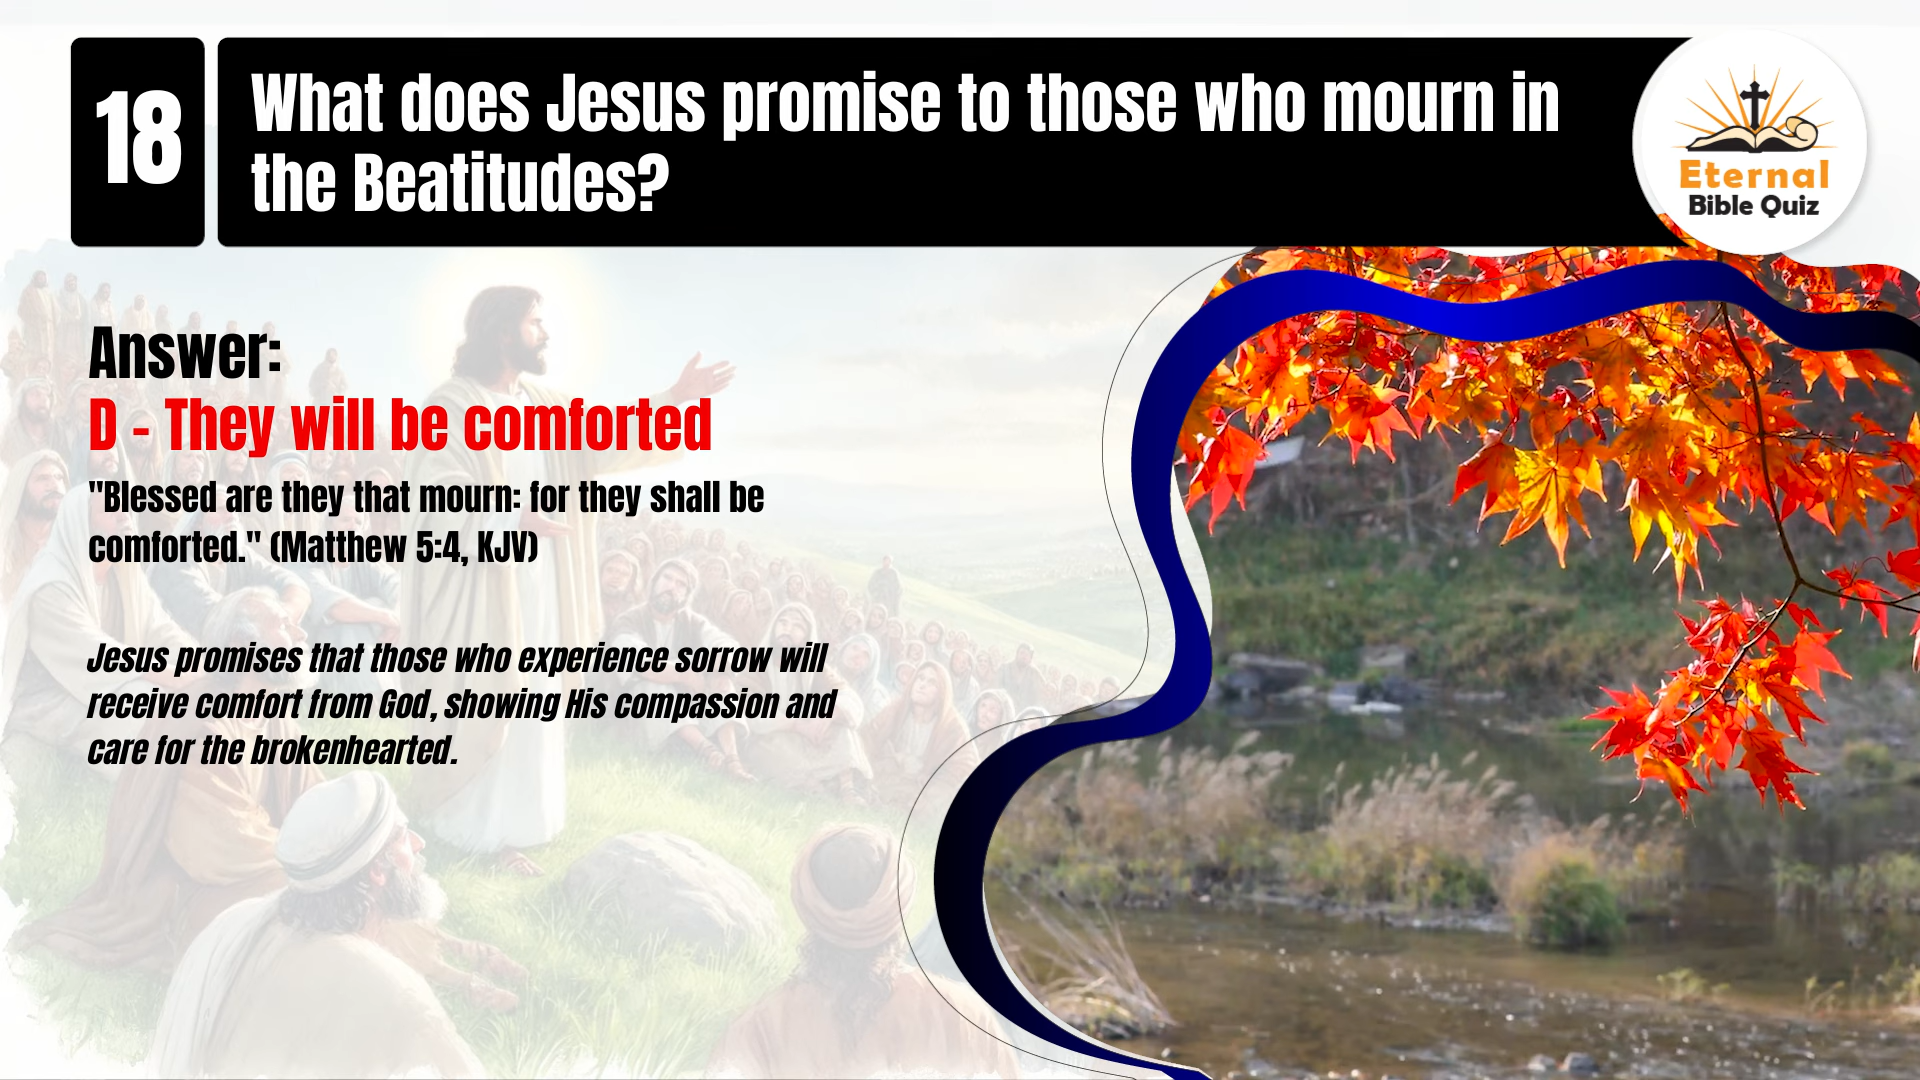 18
What does Jesus promise to those who mourn in
the Beatitudes?
Eternal
Bible Quiz
Answer:
D - They will be comforted
"Blessed are they that mourn: for they shall be
comforted." (Matthew 5:4, KJV)
Jesus promises that those who experience sorrow will
receive comfort from God, showing His compassion and
care for the brokenhearted.